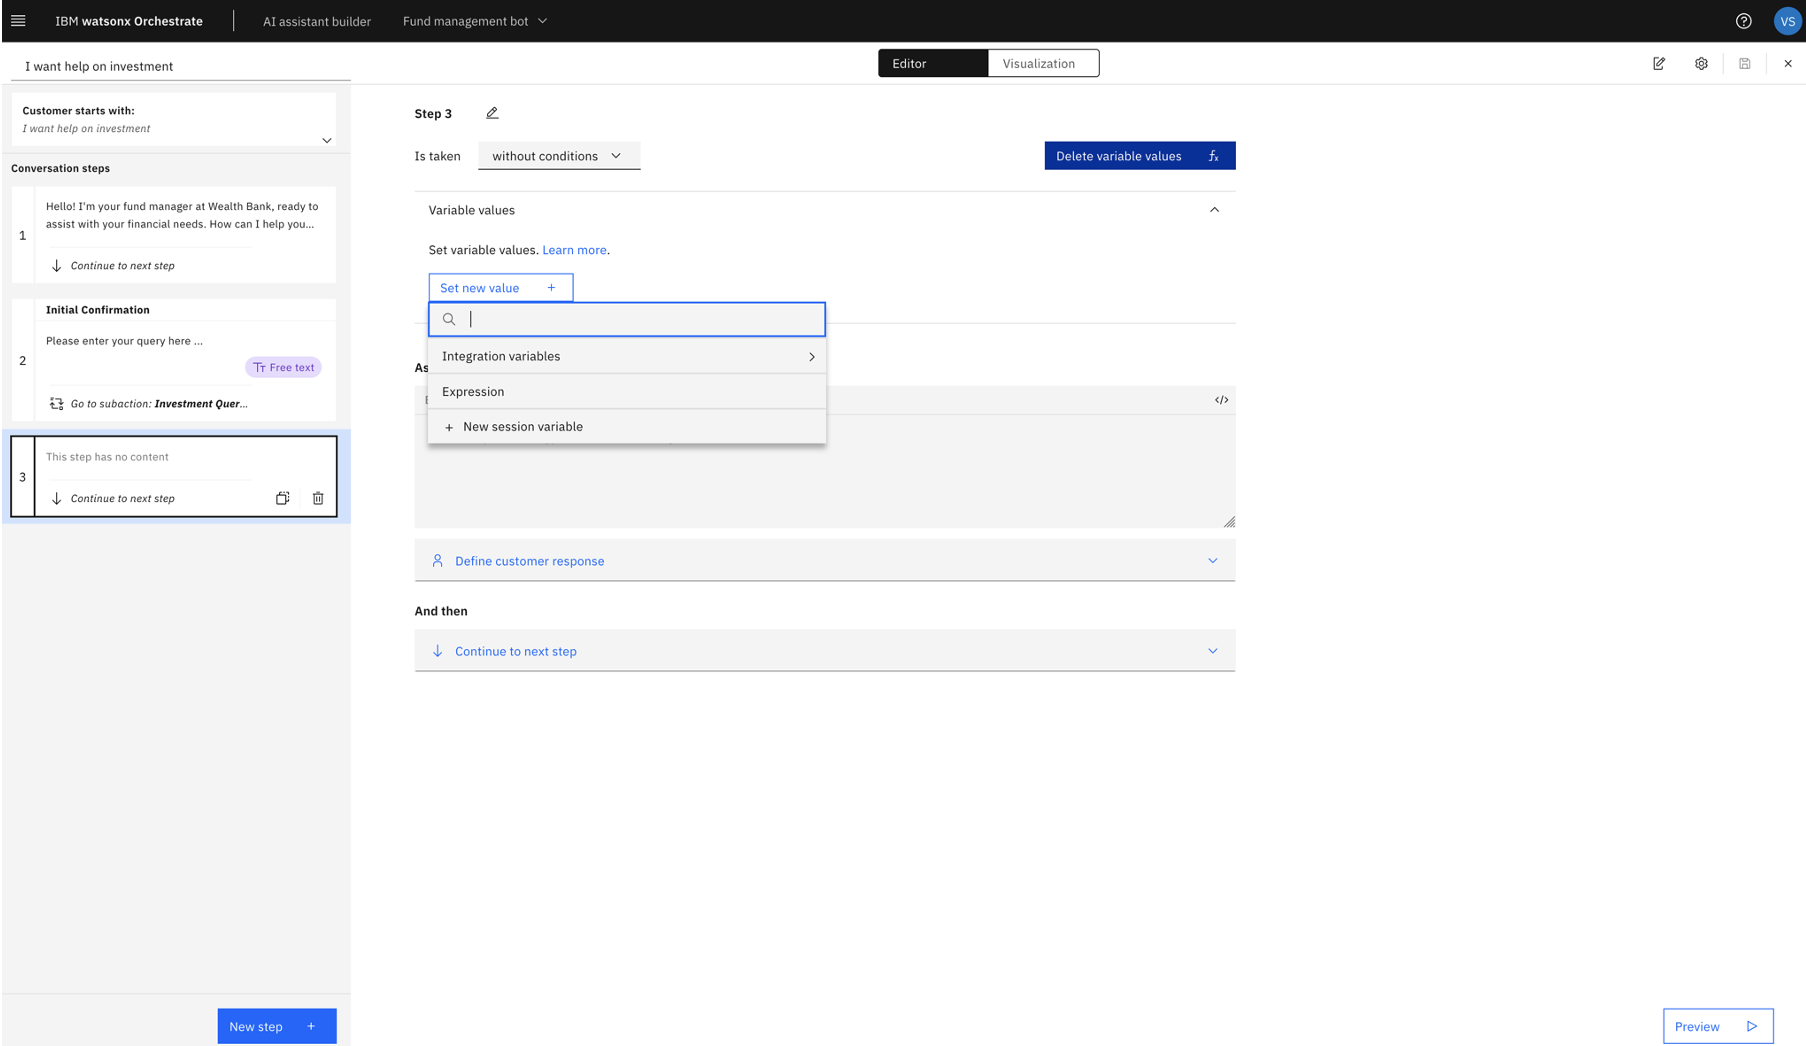 IBM watsonx Orchestrate
AI assistant builder
Fund management bot
VS
I want help on investment
Editor
Visualization
Customer starts with:
I want help on investment
Conversation steps
1
Hello! I'm your fund manager at Wealth Bank, ready to
assist with your financial needs. How can I help you...
Continue to next step
2
Initial Confirmation
Please enter your query here ...
Free text
Go to subaction: Investment Quer...
3
This step has no content
Continue to next step
New step +
Step 3
Is taken
without conditions
Delete variable values
fx
Variable values
Set variable values. Learn more.
Set new value +
Integration variables
Expression
+ New session variable
As
</>
Define customer response
And then
Continue to next step
Preview